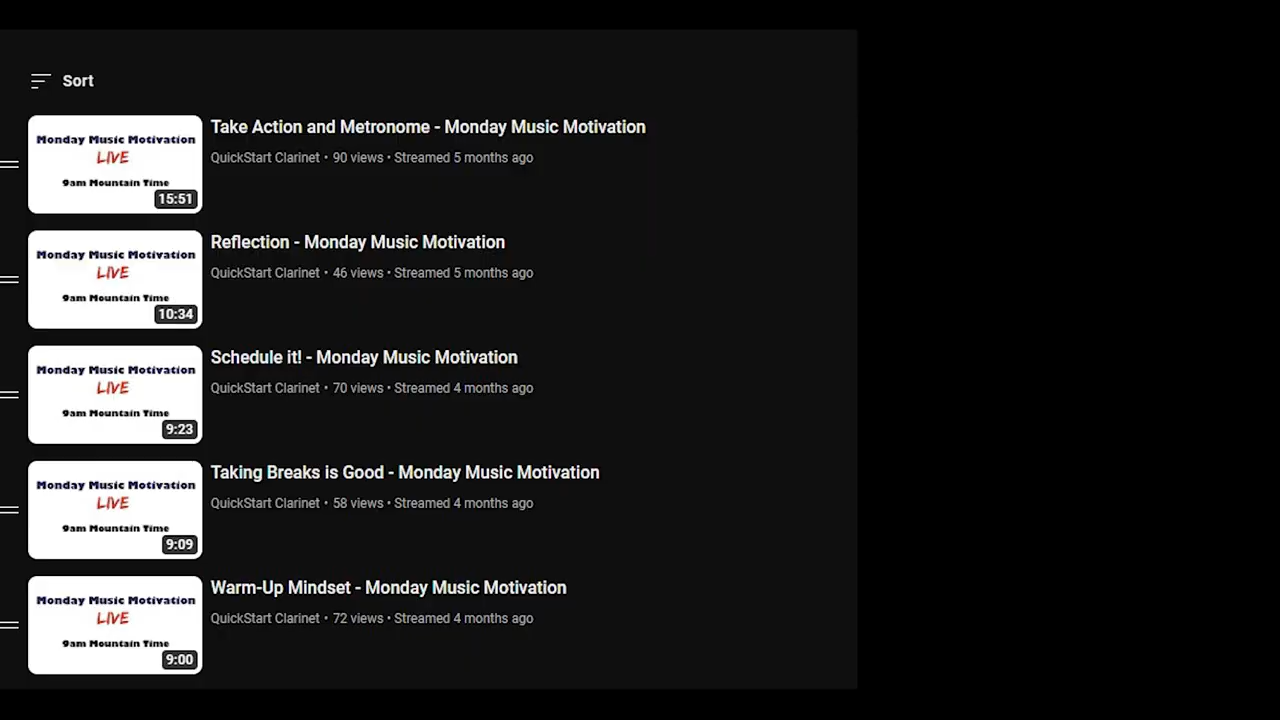 Sort
Monday Music Motivation
LIVE
9am Mountain Time
15:51
Take Action and Metronome - Monday Music Motivation
QuickStart Clarinet • 90 views • Streamed 5 months ago
Monday Music Motivation
LIVE
9am Mountain Time
10:34
Reflection - Monday Music Motivation
QuickStart Clarinet • 46 views • Streamed 5 months ago
Monday Music Motivation
LIVE
9am Mountain Time
9:23
Schedule it! - Monday Music Motivation
QuickStart Clarinet • 70 views • Streamed 4 months ago
Monday Music Motivation
LIVE
9am Mountain Time
9:09
Taking Breaks is Good - Monday Music Motivation
QuickStart Clarinet • 58 views • Streamed 4 months ago
Monday Music Motivation
LIVE
9am Mountain Time
9:00
Warm-Up Mindset - Monday Music Motivation
QuickStart Clarinet • 72 views • Streamed 4 months ago